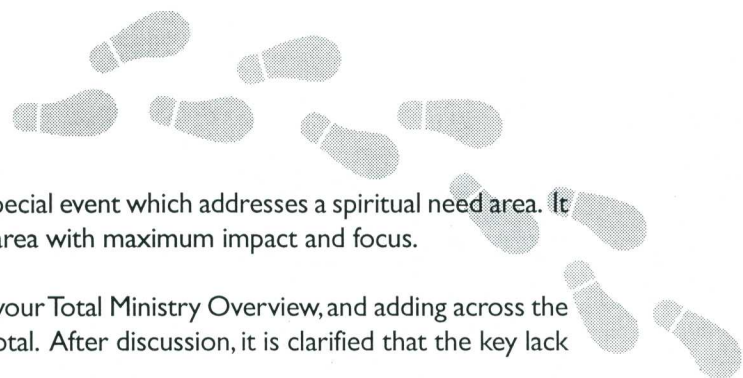 pecial event which addresses a spiritual need area. It
area with maximum impact and focus.
your Total Ministry Overview, and adding across the
otal. After discussion, it is clarified that the key lack